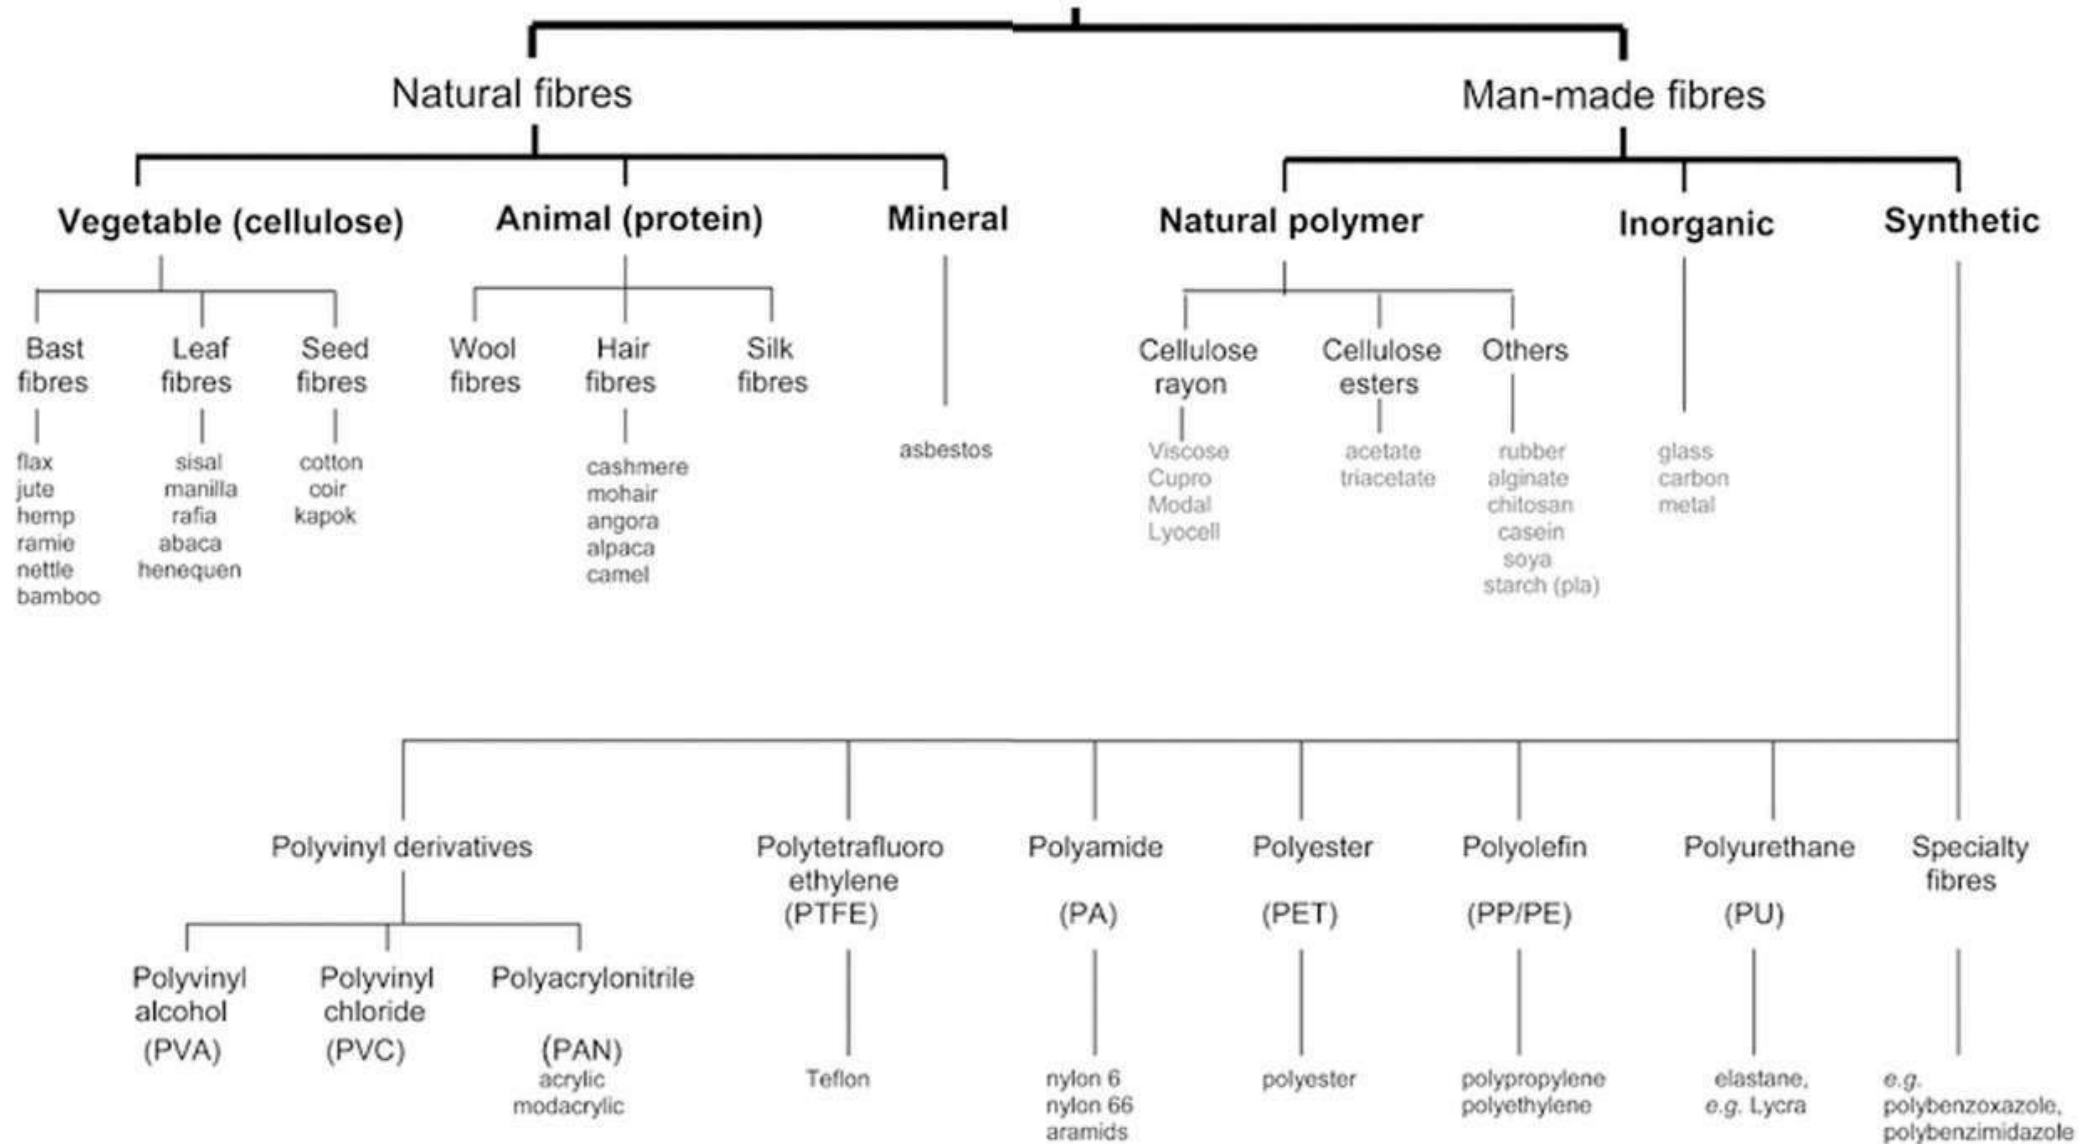 Natural fibres
Man-made fibres
Vegetable (cellulose)
Animal (protein)
Mineral
Natural polymer
Inorganic
Synthetic
Bast
fibres
Leaf
fibres
Seed
fibres
Wool
fibres
Hair
fibres
Silk
fibres
Cellulose
rayon
Cellulose
esters
Others
flax
jute
hemp
ramie
nettle
bamboo
sisal
manilla
rafia
abaca
henequen
cotton
coir
kapok
cashmere
mohair
angora
alpaca
camel
asbestos
Viscose
Cupro
Modal
Lyocell
acetate
triacetate
rubber
alginate
chitosan
casein
soya
starch (pla)
glass
carbon
metal
Polyvinyl derivatives
Polytetrafluoro
ethylene
(PTFE)
Polyamide
(PA)
Polyester
(PET)
Polyolefin
(PP/PE)
Polyurethane
(PU)
Specialty
fibres
Polyvinyl
alcohol
(PVA)
Polyvinyl
chloride
(PVC)
Polyacrylonitrile
(PAN)
acrylic
modacrylic
Teflon
nylon 6
nylon 66
aramids
polyester
polypropylene
polyethylene
elastane,
e.g. Lycra
e.g.
polybenzoxazole,
polybenzimidazole